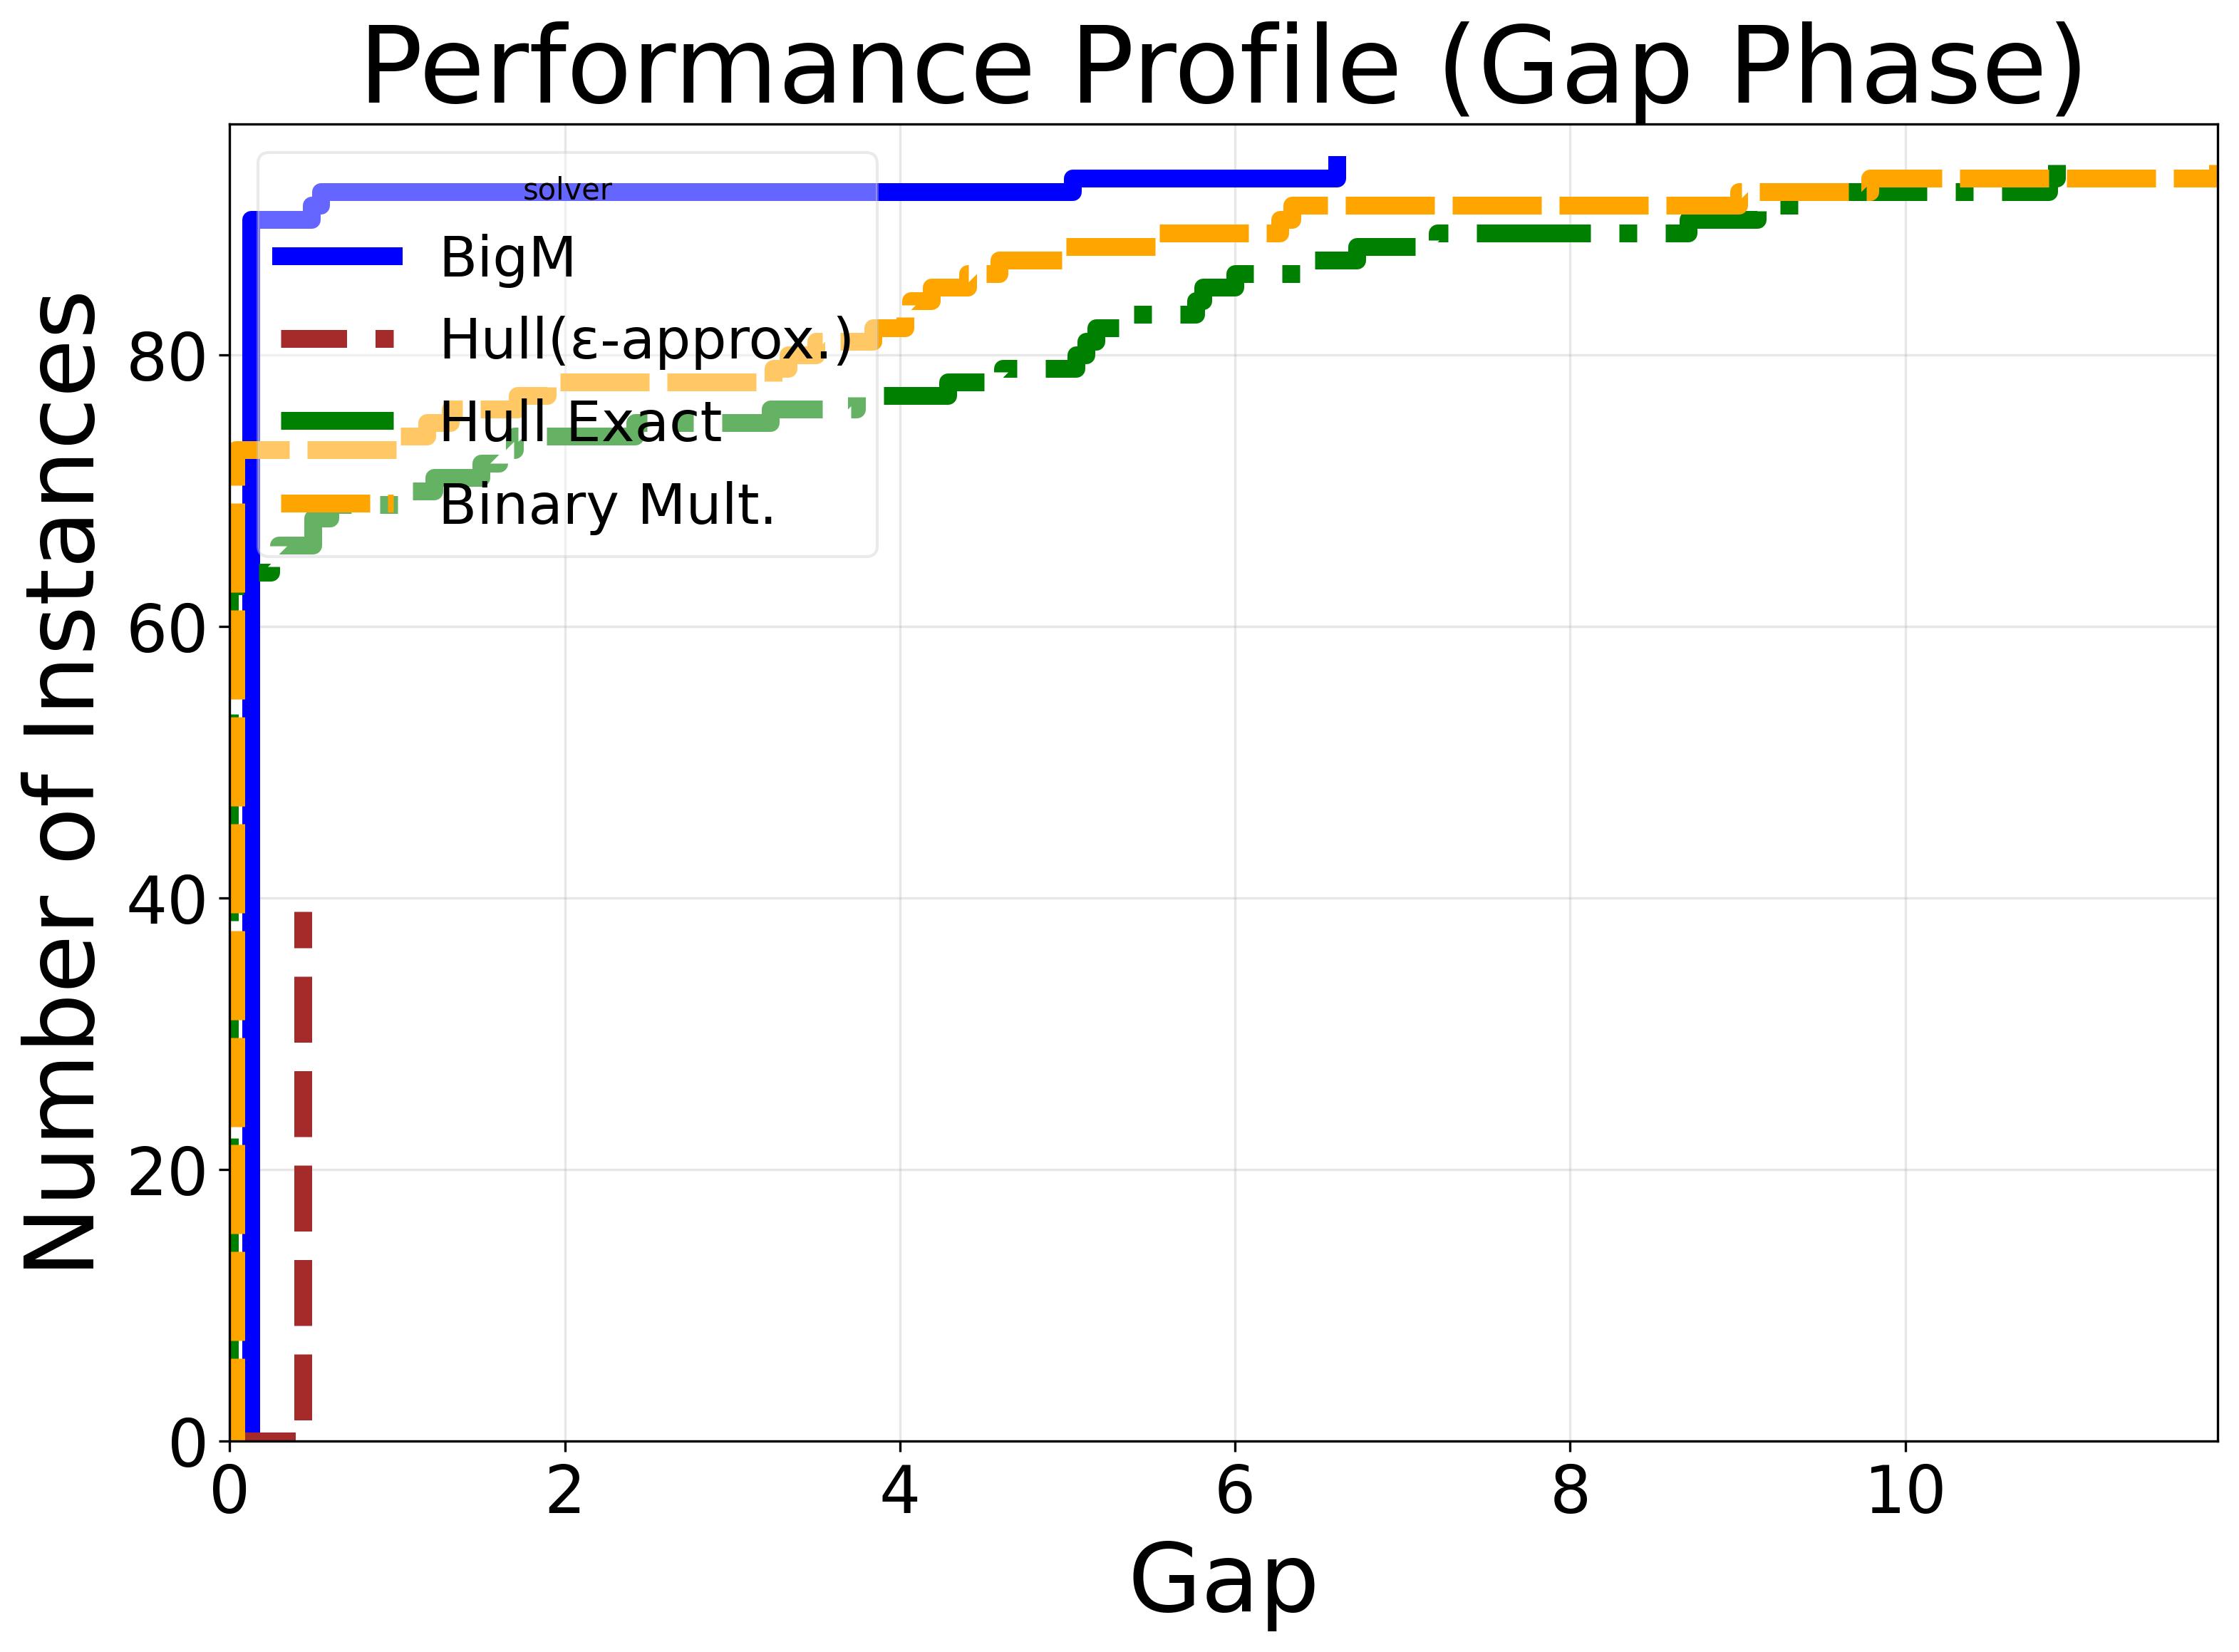 Performance Profile (Gap Phase)
Number of Instances
80
60
40
20
0
solver
BigM
Hull(ε-approx.)
Hull Exact
Binary Mult.
0 2 4 6 8 10
Gap